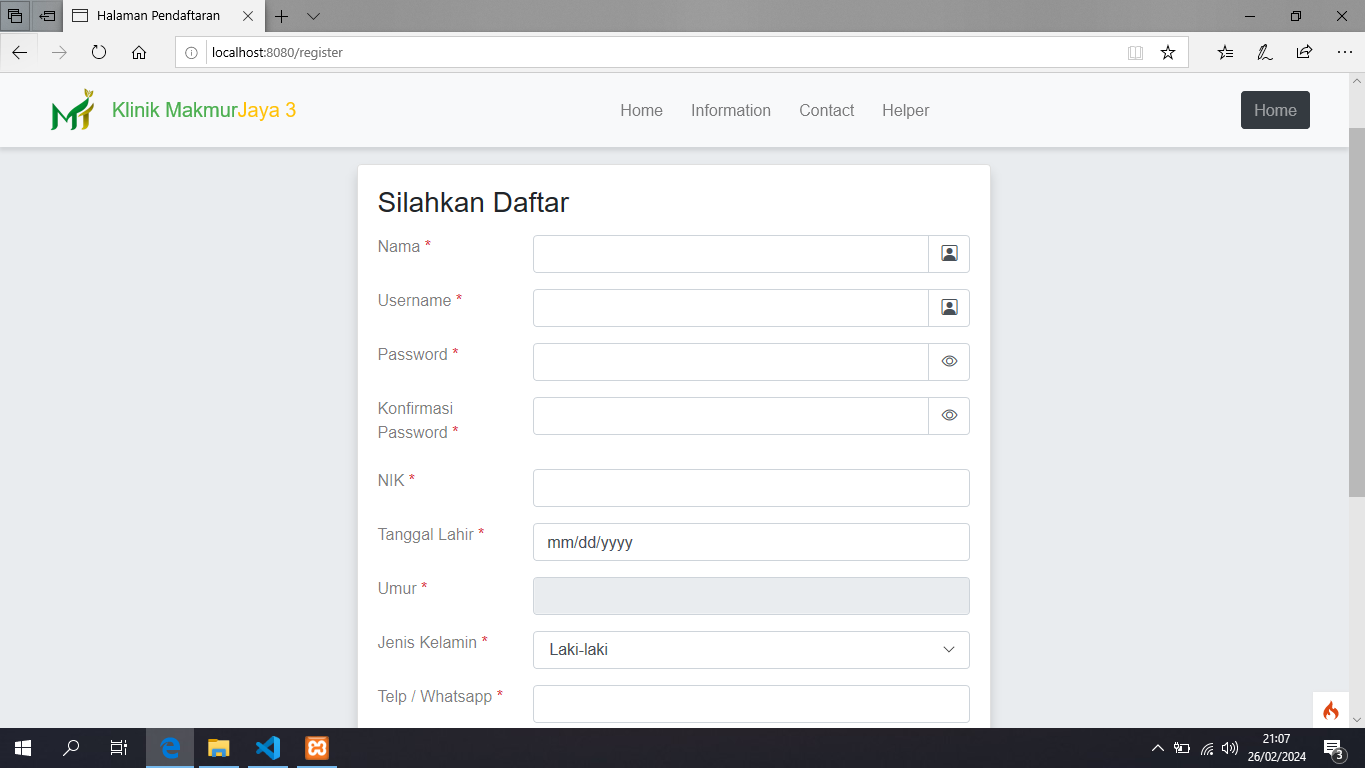 Halaman Pendaftaran
localhost:8080/register
Klinik MakmurJaya 3
Home Information Contact Helper
Home
Silahkan Daftar
Nama *
Username *
Password *
Konfirmasi
Password *
NIK *
Tanggal Lahir *
mm/dd/yyyy
Umur *
Jenis Kelamin *
Laki-laki
Telp / Whatsapp *
21:07
26/02/2024
3